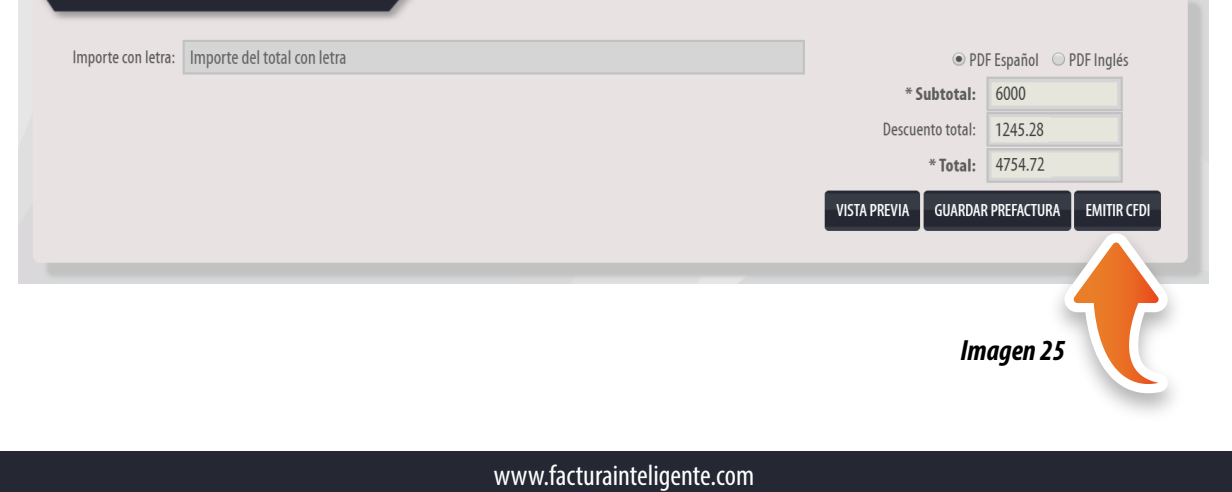 Importe con letra: Importe del total con letra
PDF Español PDF Inglés
* Subtotal: 6000
Descuento total: 1245.28
* Total: 4754.72
VISTA PREVIA GUARDAR PREFACTURA EMITIR CFDI
Imagen 25
www.facturainteligente.com